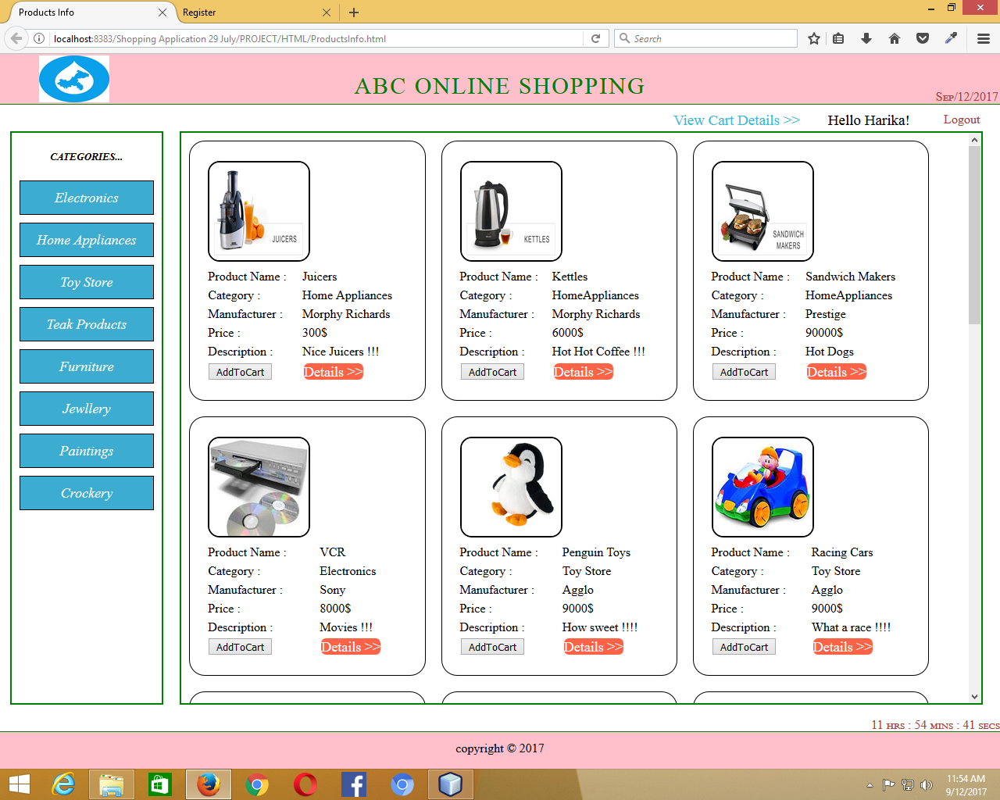 Products Info
Register
localhost:8383/Shopping Application 29 July/PROJECT/HTML/ProductsInfo.html
Search
ABC ONLINE SHOPPING
Sep/12/2017
View Cart Details >>
Hello Harika!
Logout
CATEGORIES...
Electronics
Home Appliances
Toy Store
Teak Products
Furniture
Jewllery
Paintings
Crockery
JUICERS
Product Name : Juicers
Category : Home Appliances
Manufacturer : Morphy Richards
Price : 300$
Description : Nice Juicers !!!
AddToCart Details >>
KETTLES
Product Name : Kettles
Category : HomeAppliances
Manufacturer : Morphy Richards
Price : 6000$
Description : Hot Hot Coffee !!!
AddToCart Details >>
SANDWICH
MAKERS
Product Name : Sandwich Makers
Category : HomeAppliances
Manufacturer : Prestige
Price : 90000$
Description : Hot Dogs
AddToCart Details >>
Product Name : VCR
Category : Electronics
Manufacturer : Sony
Price : 8000$
Description : Movies !!!
AddToCart Details >>
Product Name : Penguin Toys
Category : Toy Store
Manufacturer : Agglo
Price : 9000$
Description : How sweet !!!!
AddToCart Details >>
Product Name : Racing Cars
Category : Toy Store
Manufacturer : Agglo
Price : 9000$
Description : What a race !!!!
AddToCart Details >>
11 hrs : 54 mins : 41 secs
copyright © 2017
11:54 AM
9/12/2017